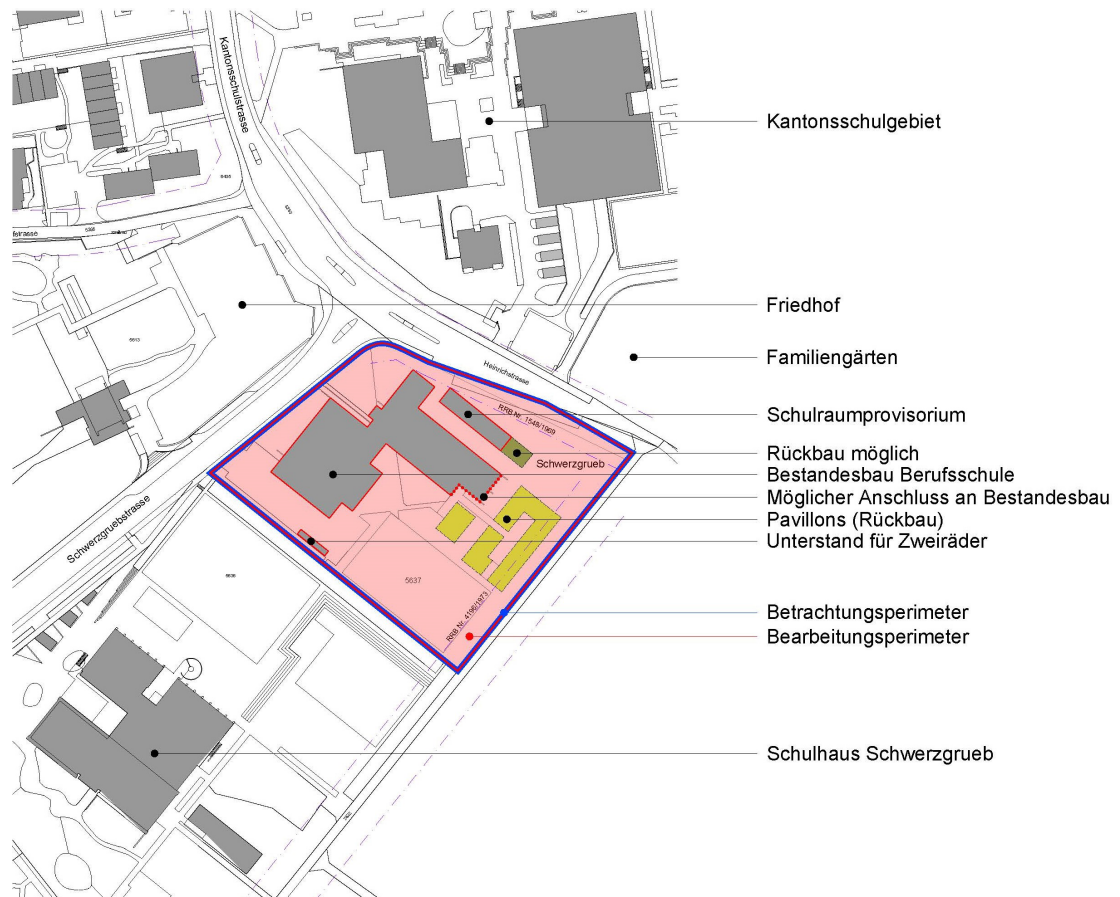 Kantonsschulstrasse
Kantonsschulgebiet
Friedhof
Familiengärten
Heinrichstrasse
Schulraumprovisorium
RRB Nr. 1548/1969
Rückbau möglich
Schwerzgrueb
Bestandesbau Berufsschule
Möglicher Anschluss an Bestandesbau
Pavillons (Rückbau)
Unterstand für Zweiräder
Schwerzgruebstrasse
5637
RRB Nr. 4196/1973
Betrachtungsperimeter
Bearbeitungsperimeter
Schulhaus Schwerzgrueb